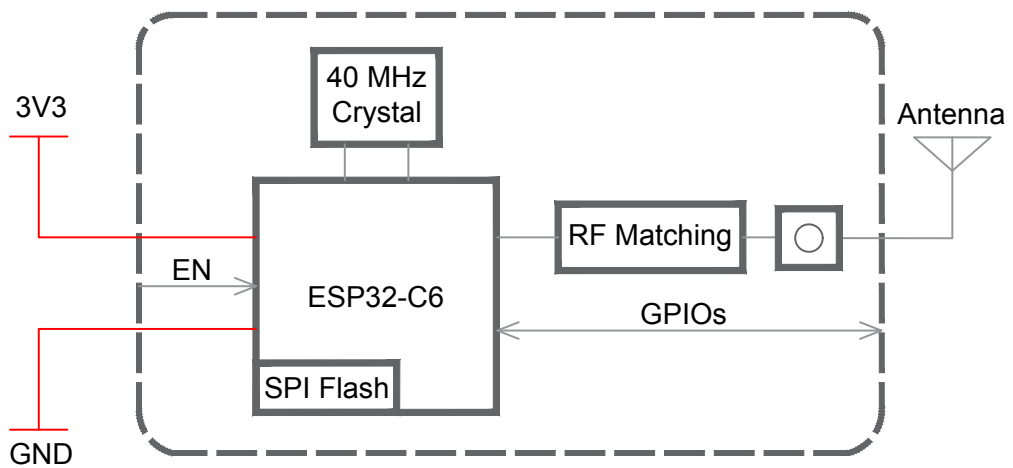 40 MHz
Crystal
3V3
Antenna
RF Matching
EN
ESP32-C6
GPIOs
SPI Flash
GND